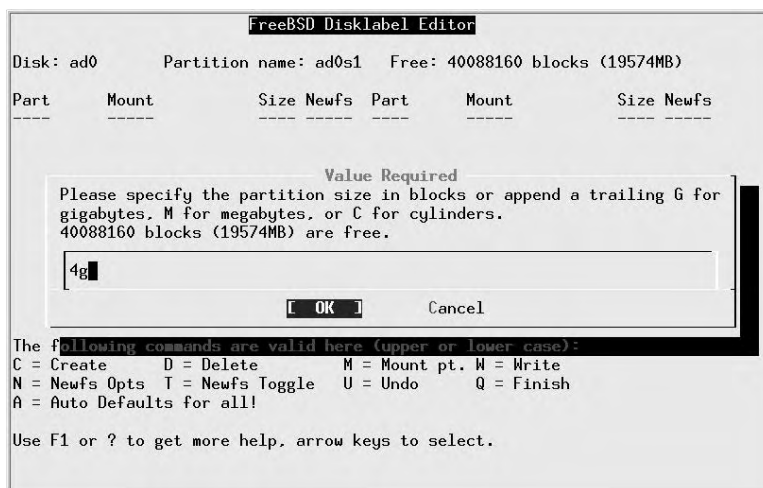 FreeBSD Disklabel Editor
Disk: ad0 Partition name: ad0s1 Free: 40088160 blocks (19574MB)
Part Mount Size Newfs Part Mount Size Newfs
---- ----- ---- ----- ---- ----- ---- -----
Value Required
Please specify the partition size in blocks or append a trailing G for
gigabytes, M for megabytes, or C for cylinders.
40088160 blocks (19574MB) are free.
4g
[ OK ] Cancel
The following commands are valid here (upper or lower case):
C = Create D = Delete M = Mount pt. W = Write
N = Newfs Opts T = Newfs Toggle U = Undo Q = Finish
A = Auto Defaults for all!
Use F1 or ? to get more help, arrow keys to select.